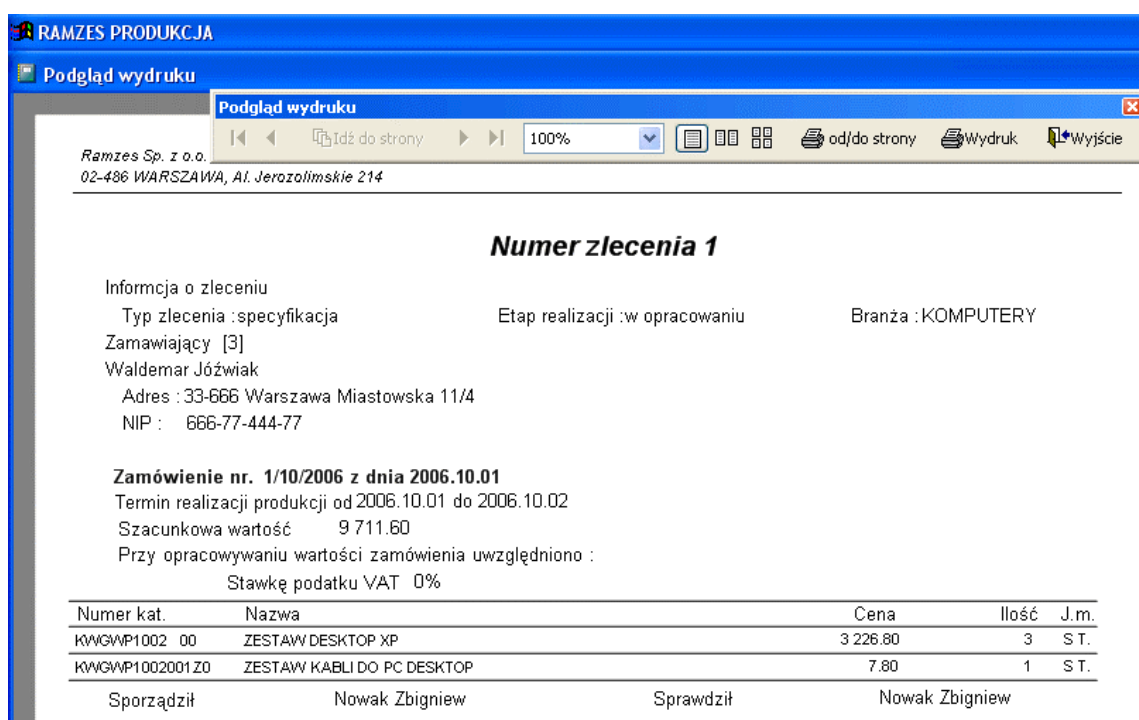 RAMZES PRODUKCJA
Podgląd wydruku
Podgląd wydruku
Idź do strony 100% od/do strony Wydruk Wyjście
Ramzes Sp. z o.o.
02-486 WARSZAWA, Al. Jerozolimskie 214
Numer zlecenia 1
Informcja o zleceniu
Typ zlecenia :specyfikacja Etap realizacji :w opracowaniu Branża :KOMPUTERY
Zamawiający [3]
Waldemar Jóźwiak
Adres : 33-666 Warszawa Miastowska 11/4
NIP : 666-77-444-77
Zamówienie nr. 1/10/2006 z dnia 2006.10.01
Termin realizacji produkcji od 2006.10.01 do 2006.10.02
Szacunkowa wartość 9 711.60
Przy opracowywaniu wartości zamówienia uwzględniono :
Stawkę podatku VAT 0%
Numer kat. Nazwa Cena Ilość J.m.
KWGWP1002 00 ZESTAW DESKTOP XP 3 226.80 3 S T.
KWGWP1002001Z0 ZESTAW KABLI DO PC DESKTOP 7.80 1 S T.
Sporządził Nowak Zbigniew Sprawdził Nowak Zbigniew